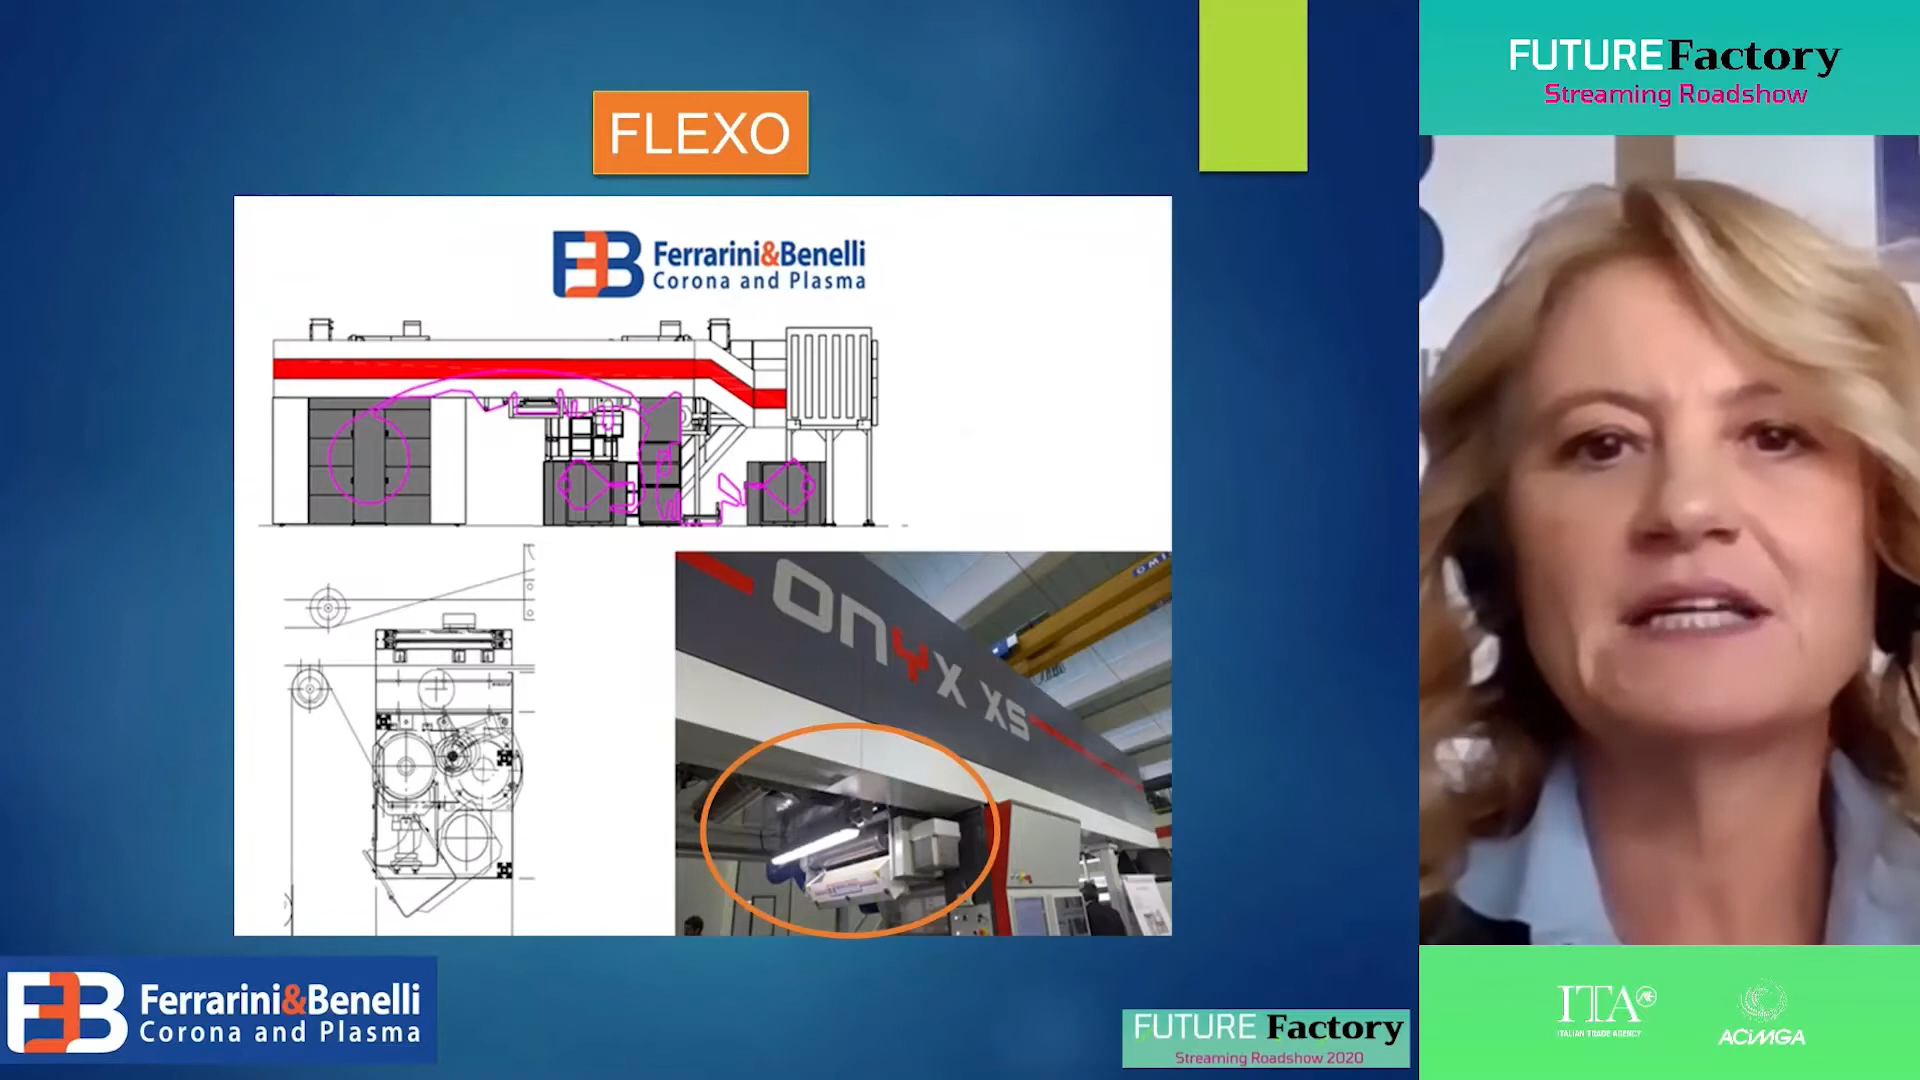 FLEXO
Ferrarini&Benelli
Corona and Plasma
ONYX XS
Ferrarini&Benelli
Corona and Plasma
FUTURE Factory
Streaming Roadshow 2020
FUTURE Factory
Streaming Roadshow
ITA
ITALIAN TRADE AGENCY
ACIMGA